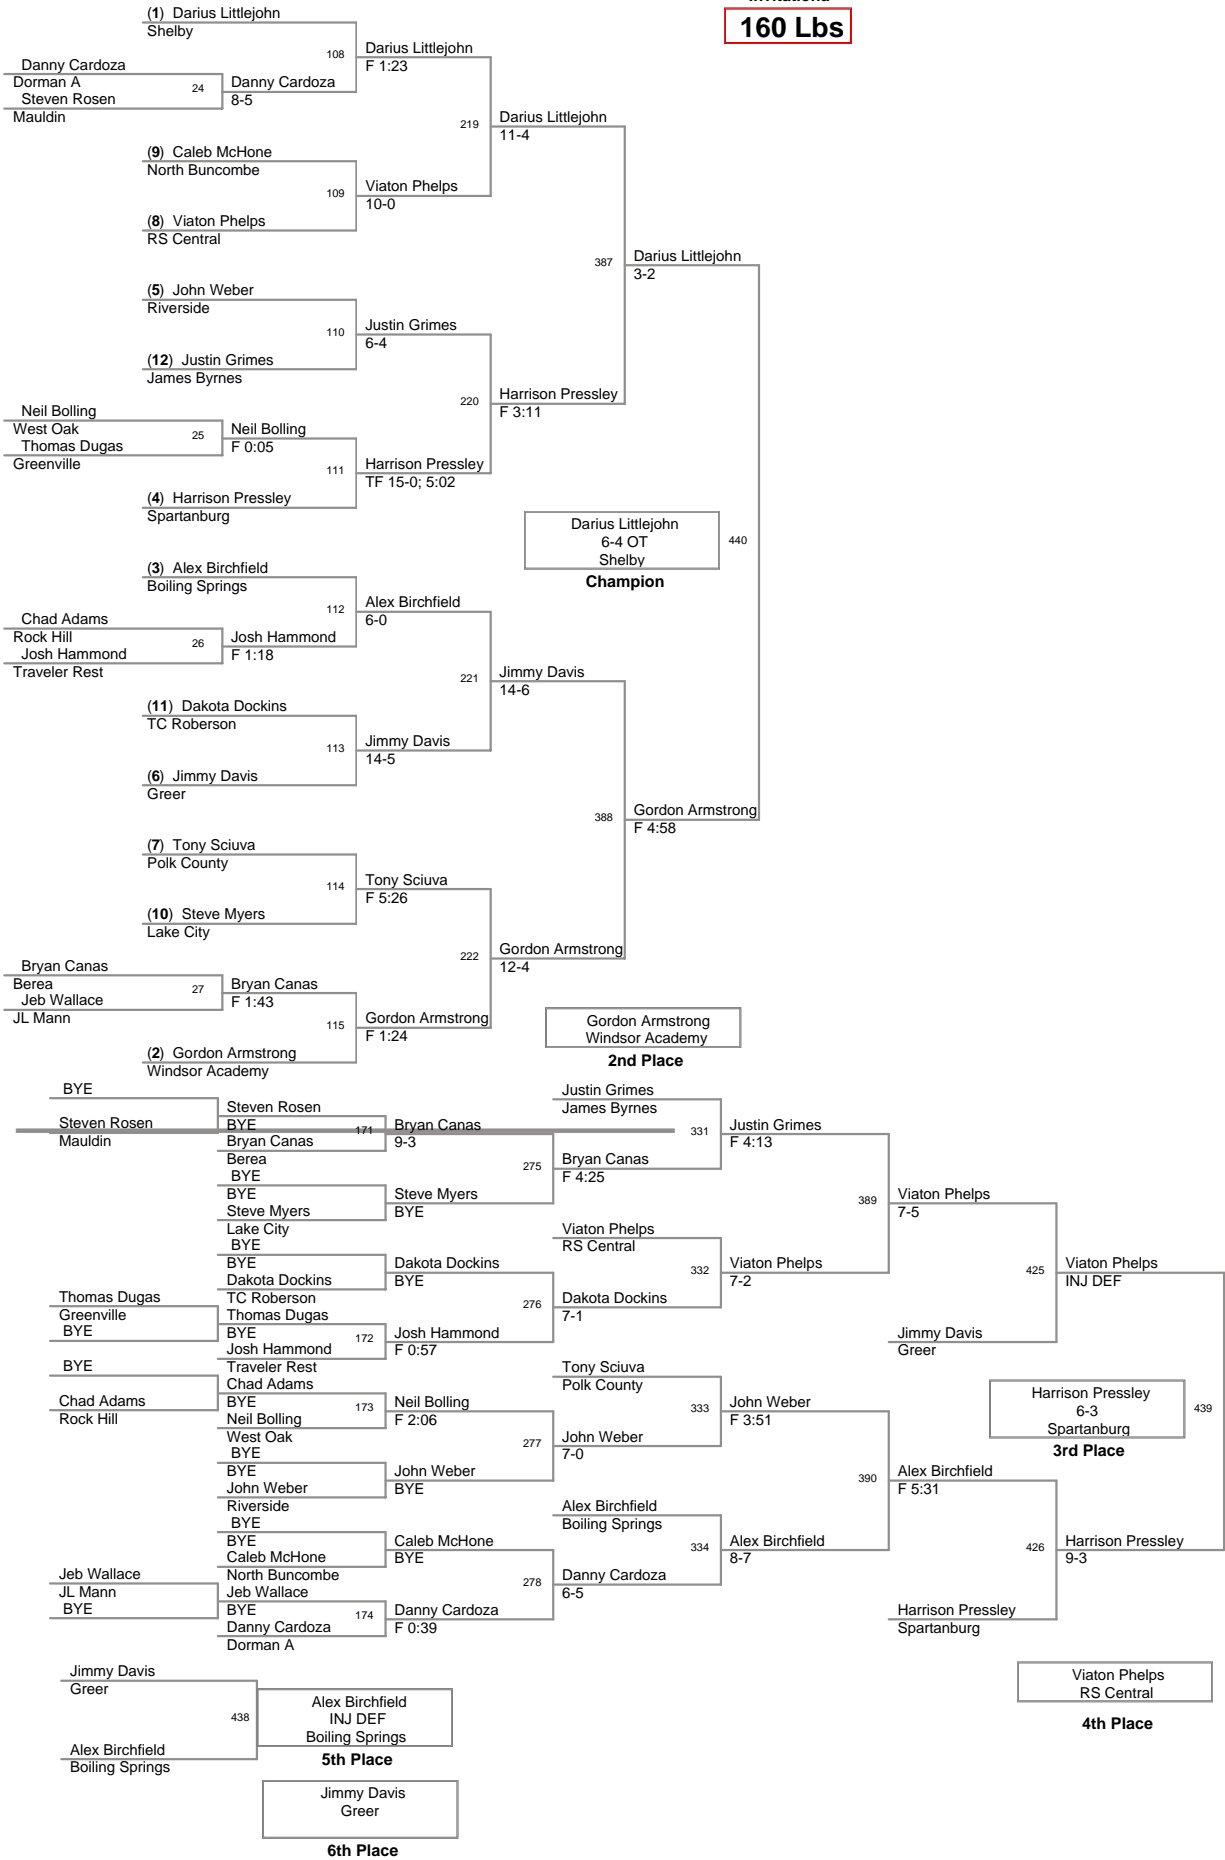 160 Lbs
(1) Darius Littlejohn
Shelby
108
Darius Littlejohn
F 1:23
Danny Cardoza
Dorman A
24
Danny Cardoza
8-5
Steven Rosen
Mauldin
219
Darius Littlejohn
11-4
(9) Caleb McHone
North Buncombe
109
Viaton Phelps
10-0
(8) Viaton Phelps
RS Central
387
Darius Littlejohn
3-2
(5) John Weber
Riverside
110
Justin Grimes
6-4
(12) Justin Grimes
James Byrnes
220
Harrison Pressley
F 3:11
Neil Bolling
West Oak
25
Neil Bolling
F 0:05
Thomas Dugas
Greenville
111
Harrison Pressley
TF 15-0; 5:02
(4) Harrison Pressley
Spartanburg
Darius Littlejohn
6-4 OT
Shelby
440
Champion
(3) Alex Birchfield
Boiling Springs
112
Alex Birchfield
6-0
Chad Adams
Rock Hill
26
Josh Hammond
F 1:18
Josh Hammond
Traveler Rest
221
Jimmy Davis
14-6
(11) Dakota Dockins
TC Roberson
113
Jimmy Davis
14-5
(6) Jimmy Davis
Greer
388
Gordon Armstrong
F 4:58
(7) Tony Sciuva
Polk County
114
Tony Sciuva
F 5:26
(10) Steve Myers
Lake City
222
Gordon Armstrong
12-4
Bryan Canas
Berea
27
Bryan Canas
F 1:43
Jeb Wallace
JL Mann
115
Gordon Armstrong
F 1:24
(2) Gordon Armstrong
Windsor Academy
Gordon Armstrong
Windsor Academy
2nd Place
BYE
Steven Rosen
Mauldin
Steven Rosen
BYE
171
Bryan Canas
9-3
Bryan Canas
Berea
BYE
BYE
Steve Myers
BYE
Steve Myers
Lake City
275
Bryan Canas
F 4:25
Justin Grimes
James Byrnes
331
Justin Grimes
F 4:13
BYE
BYE
Dakota Dockins
BYE
Dakota Dockins
TC Roberson
276
Dakota Dockins
7-1
Thomas Dugas
Greenville
BYE
Thomas Dugas
BYE
172
Josh Hammond
F 0:57
Josh Hammond
Traveler Rest
Viaton Phelps
RS Central
332
Viaton Phelps
7-2
389
Viaton Phelps
7-5
425
Viaton Phelps
INJ DEF
Jimmy Davis
Greer
BYE
Chad Adams
Rock Hill
Chad Adams
BYE
173
Neil Bolling
F 2:06
Neil Bolling
West Oak
BYE
BYE
John Weber
BYE
John Weber
Riverside
277
John Weber
7-0
Tony Sciuva
Polk County
333
John Weber
F 3:51
Harrison Pressley
6-3
Spartanburg
439
3rd Place
390
Alex Birchfield
F 5:31
BYE
BYE
Caleb McHone
BYE
Caleb McHone
North Buncombe
278
Danny Cardoza
6-5
Alex Birchfield
Boiling Springs
334
Alex Birchfield
8-7
426
Harrison Pressley
9-3
Jeb Wallace
JL Mann
BYE
Jeb Wallace
BYE
174
Danny Cardoza
F 0:39
Danny Cardoza
Dorman A
Harrison Pressley
Spartanburg
Viaton Phelps
RS Central
4th Place
Jimmy Davis
Greer
438
Alex Birchfield
INJ DEF
Boiling Springs
5th Place
Alex Birchfield
Boiling Springs
Jimmy Davis
Greer
6th Place